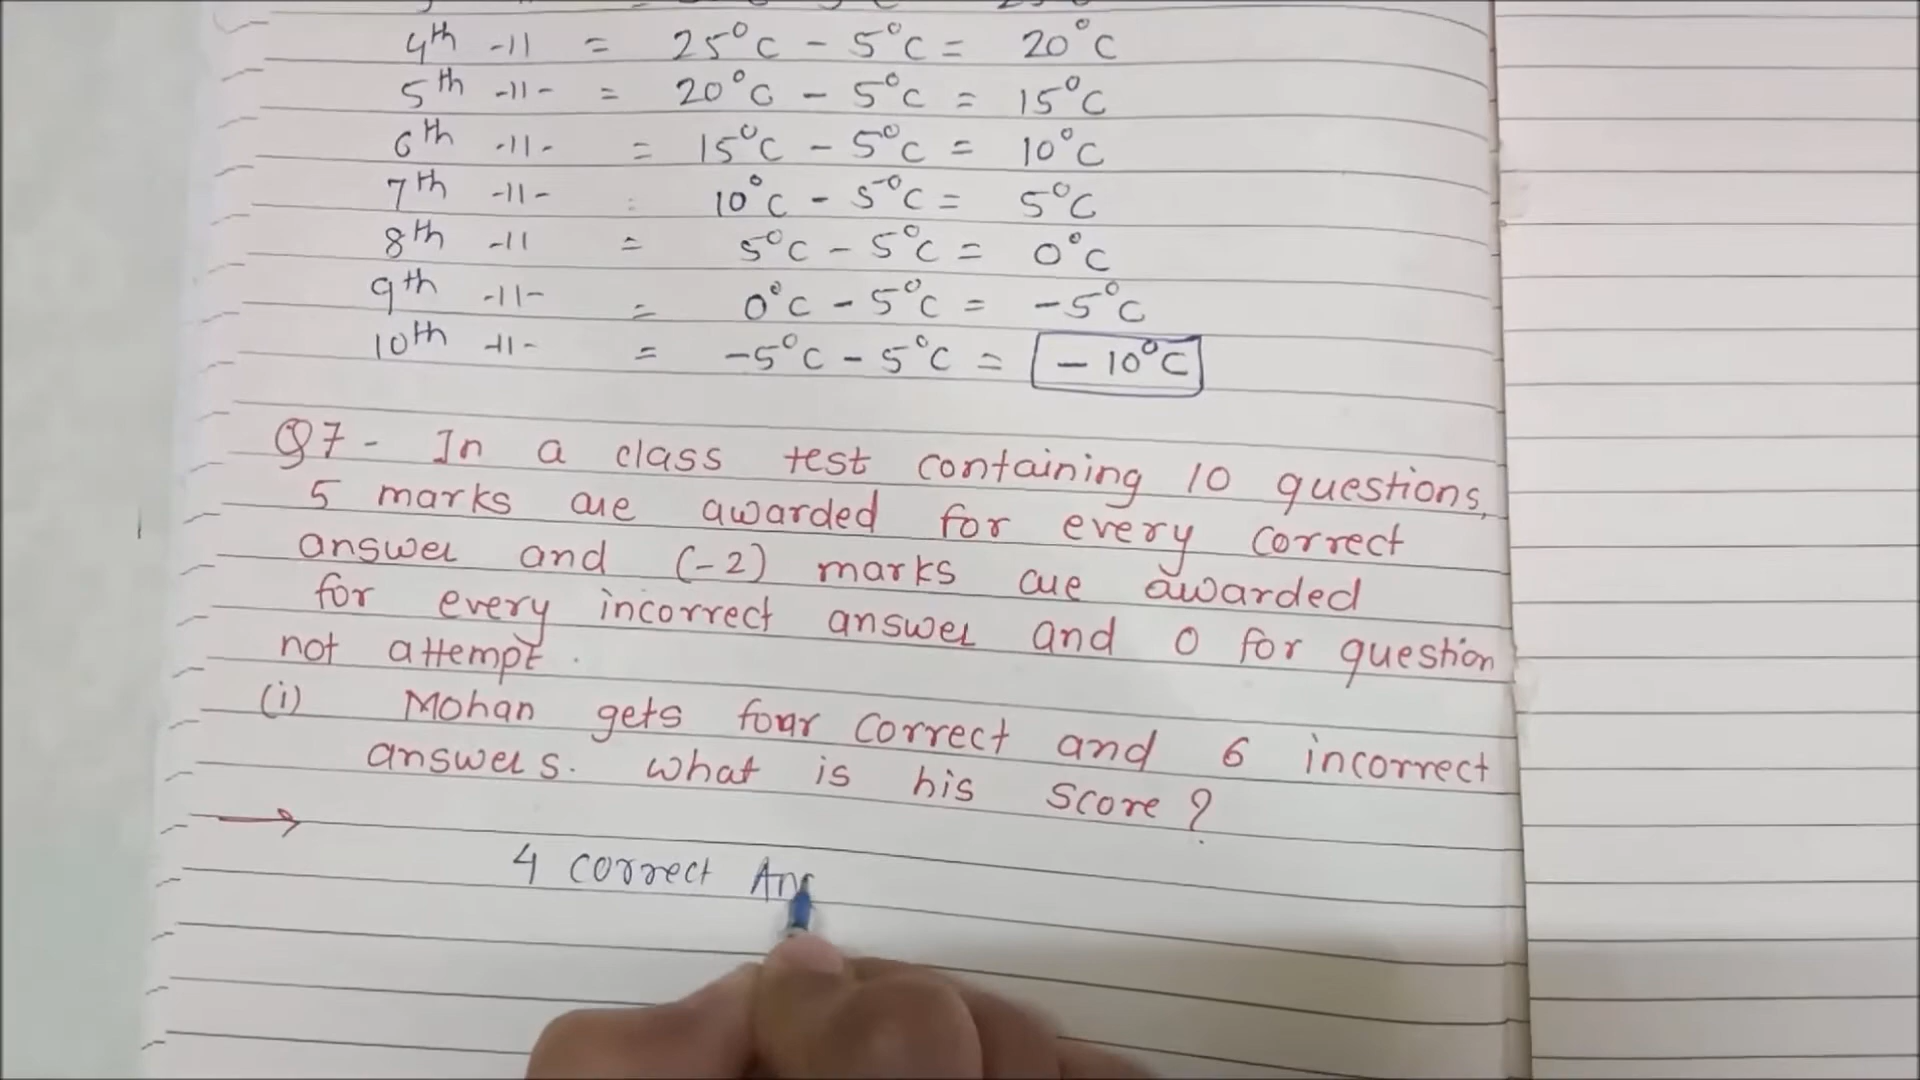 4th -11 = 25°C - 5°C = 20°C
5th -11- = 20°C - 5°C = 15°C
6th -11- = 15°C - 5°C = 10°C
7th -11- : 10°C - 5°C = 5°C
8th -11 = 5°C - 5°C = 0°C
9th -11- = 0°C - 5°C = -5°C
10th -11- = -5°C - 5°C = -10°C
Q7 - In a class test containing 10 questions,
5 marks are awarded for every correct
answer and (-2) marks are awarded
for every incorrect answer and 0 for question
not attempt.
(i) Mohan gets four correct and 6 incorrect
answers. What is his score?
→
4 correct Ans